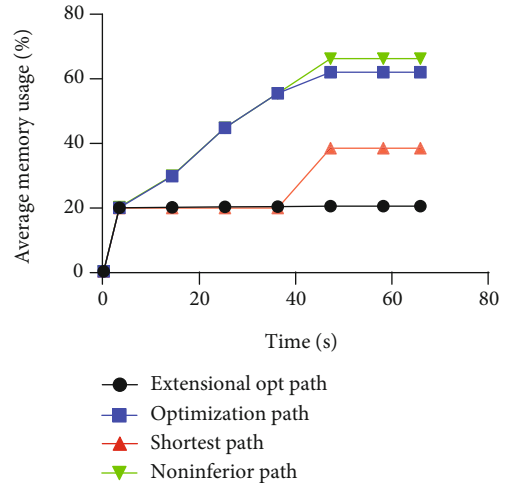 80
60
40
20
0
Average memory usage (%)
0 20 40 60 80
Time (s)
Extensional opt path
Optimization path
Shortest path
Noninferior path